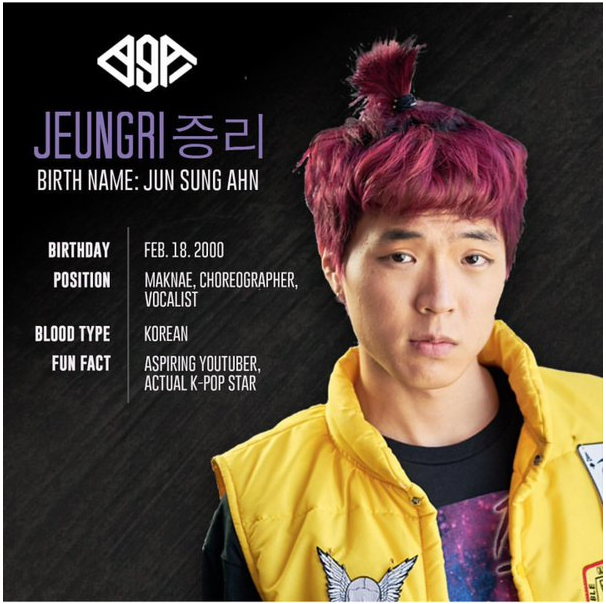 BGA
JEUNGRI 증리
BIRTH NAME: JUN SUNG AHN
BIRTHDAY FEB. 18. 2000
POSITION MAKNAE, CHOREOGRAPHER,
VOCALIST
BLOOD TYPE KOREAN
FUN FACT ASPIRING YOUTUBER,
ACTUAL K-POP STAR
A